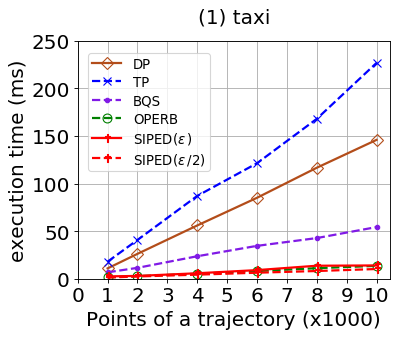 (1) taxi
execution time (ms)
250
200
150
100
50
0
DP
TP
BQS
OPERB
SIPED(ε)
SIPED(ε/2)
0 1 2 3 4 5 6 7 8 9 10
Points of a trajectory (x1000)